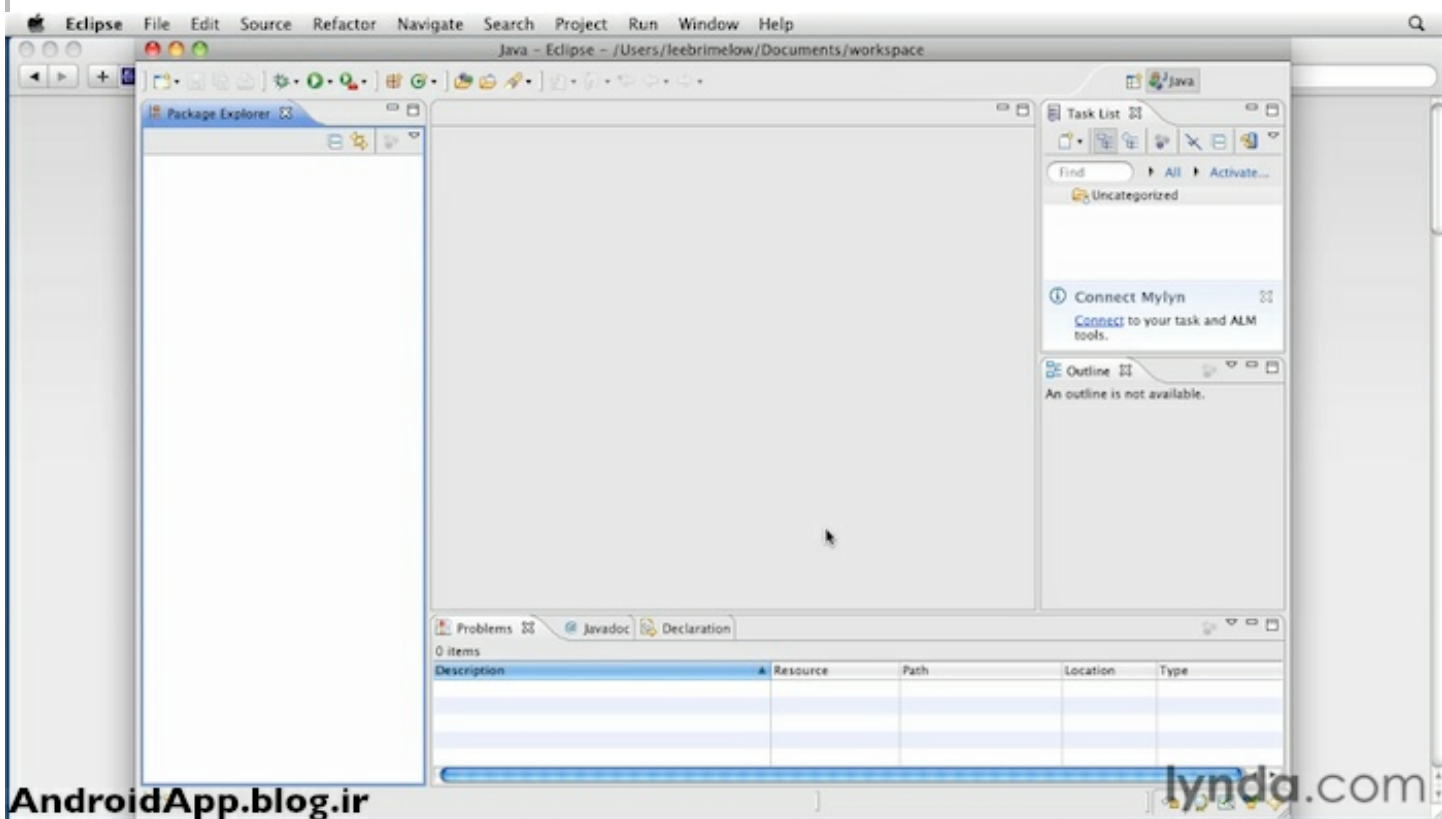 Eclipse File Edit Source Refactor Navigate Search Project Run Window Help
Java – Eclipse – /Users/leebrimelow/Documents/workspace
Java
Package Explorer
Task List
Find All Activate...
Uncategorized
Connect Mylyn
Connect to your task and ALM
tools.
Outline
An outline is not available.
Problems Javadoc Declaration
0 items
Description Resource Path Location Type
AndroidApp.blog.ir
lynda.com